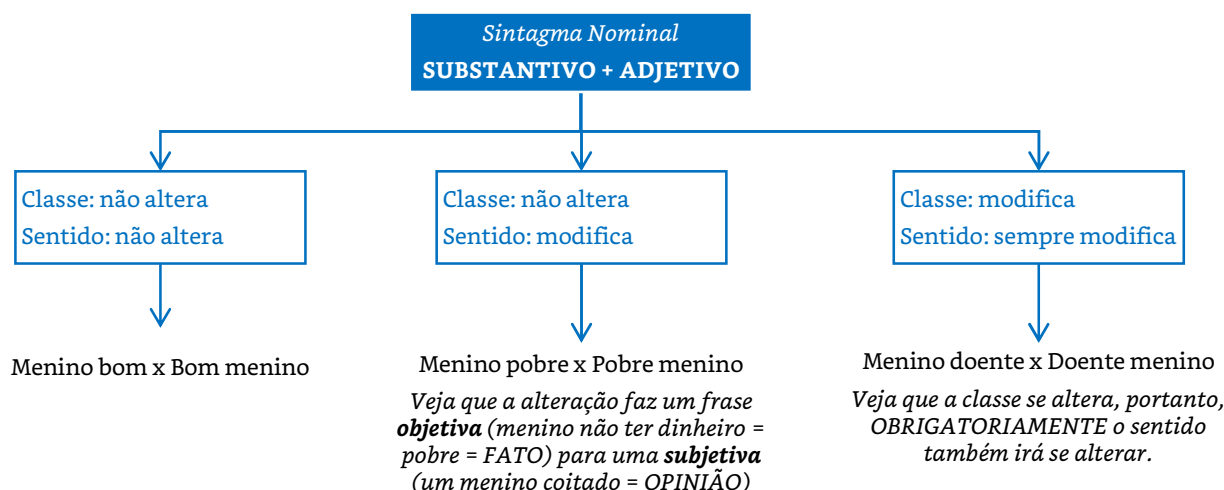 Sintagma Nominal
SUBSTANTIVO + ADJETIVO
Classe: não altera
Sentido: não altera
Menino bom x Bom menino
Classe: não altera
Sentido: modifica
Menino pobre x Pobre menino
Veja que a alteração faz um frase
objetiva (menino não ter dinheiro =
pobre = FATO) para uma subjetiva
(um menino coitado = OPINIÃO)
Classe: modifica
Sentido: sempre modifica
Menino doente x Doente menino
Veja que a classe se altera, portanto,
OBRIGATORIAMENTE o sentido
também irá se alterar.